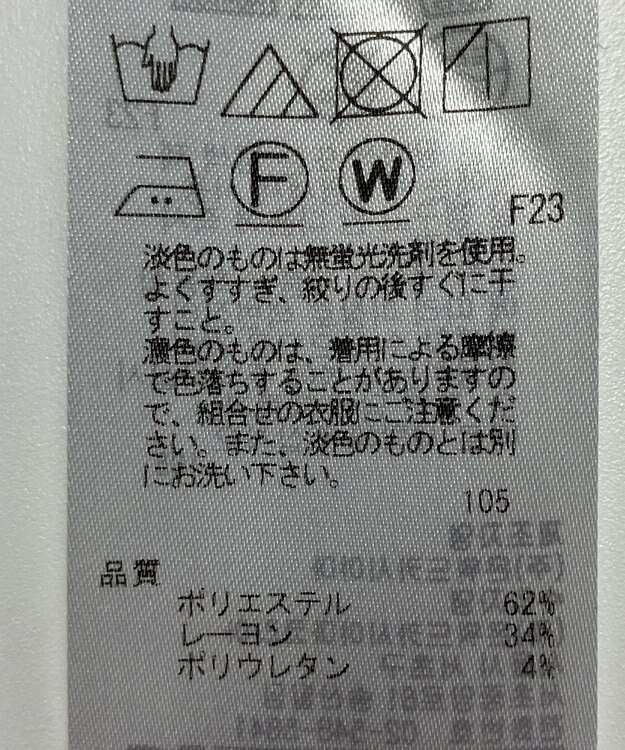 F
W
F23
淡色のものは無蛍光洗剤を使用。
よくすすぎ、絞りの後すぐに干
すこと。
濃色のものは、着用による摩擦
で色落ちすることがありますの
で、組合せの衣服にご注意くだ
さい。また、淡色のものとは別
にお洗い下さい。
105
品質
ポリエステル 62%
レーヨン 34%
ポリウレタン 4%